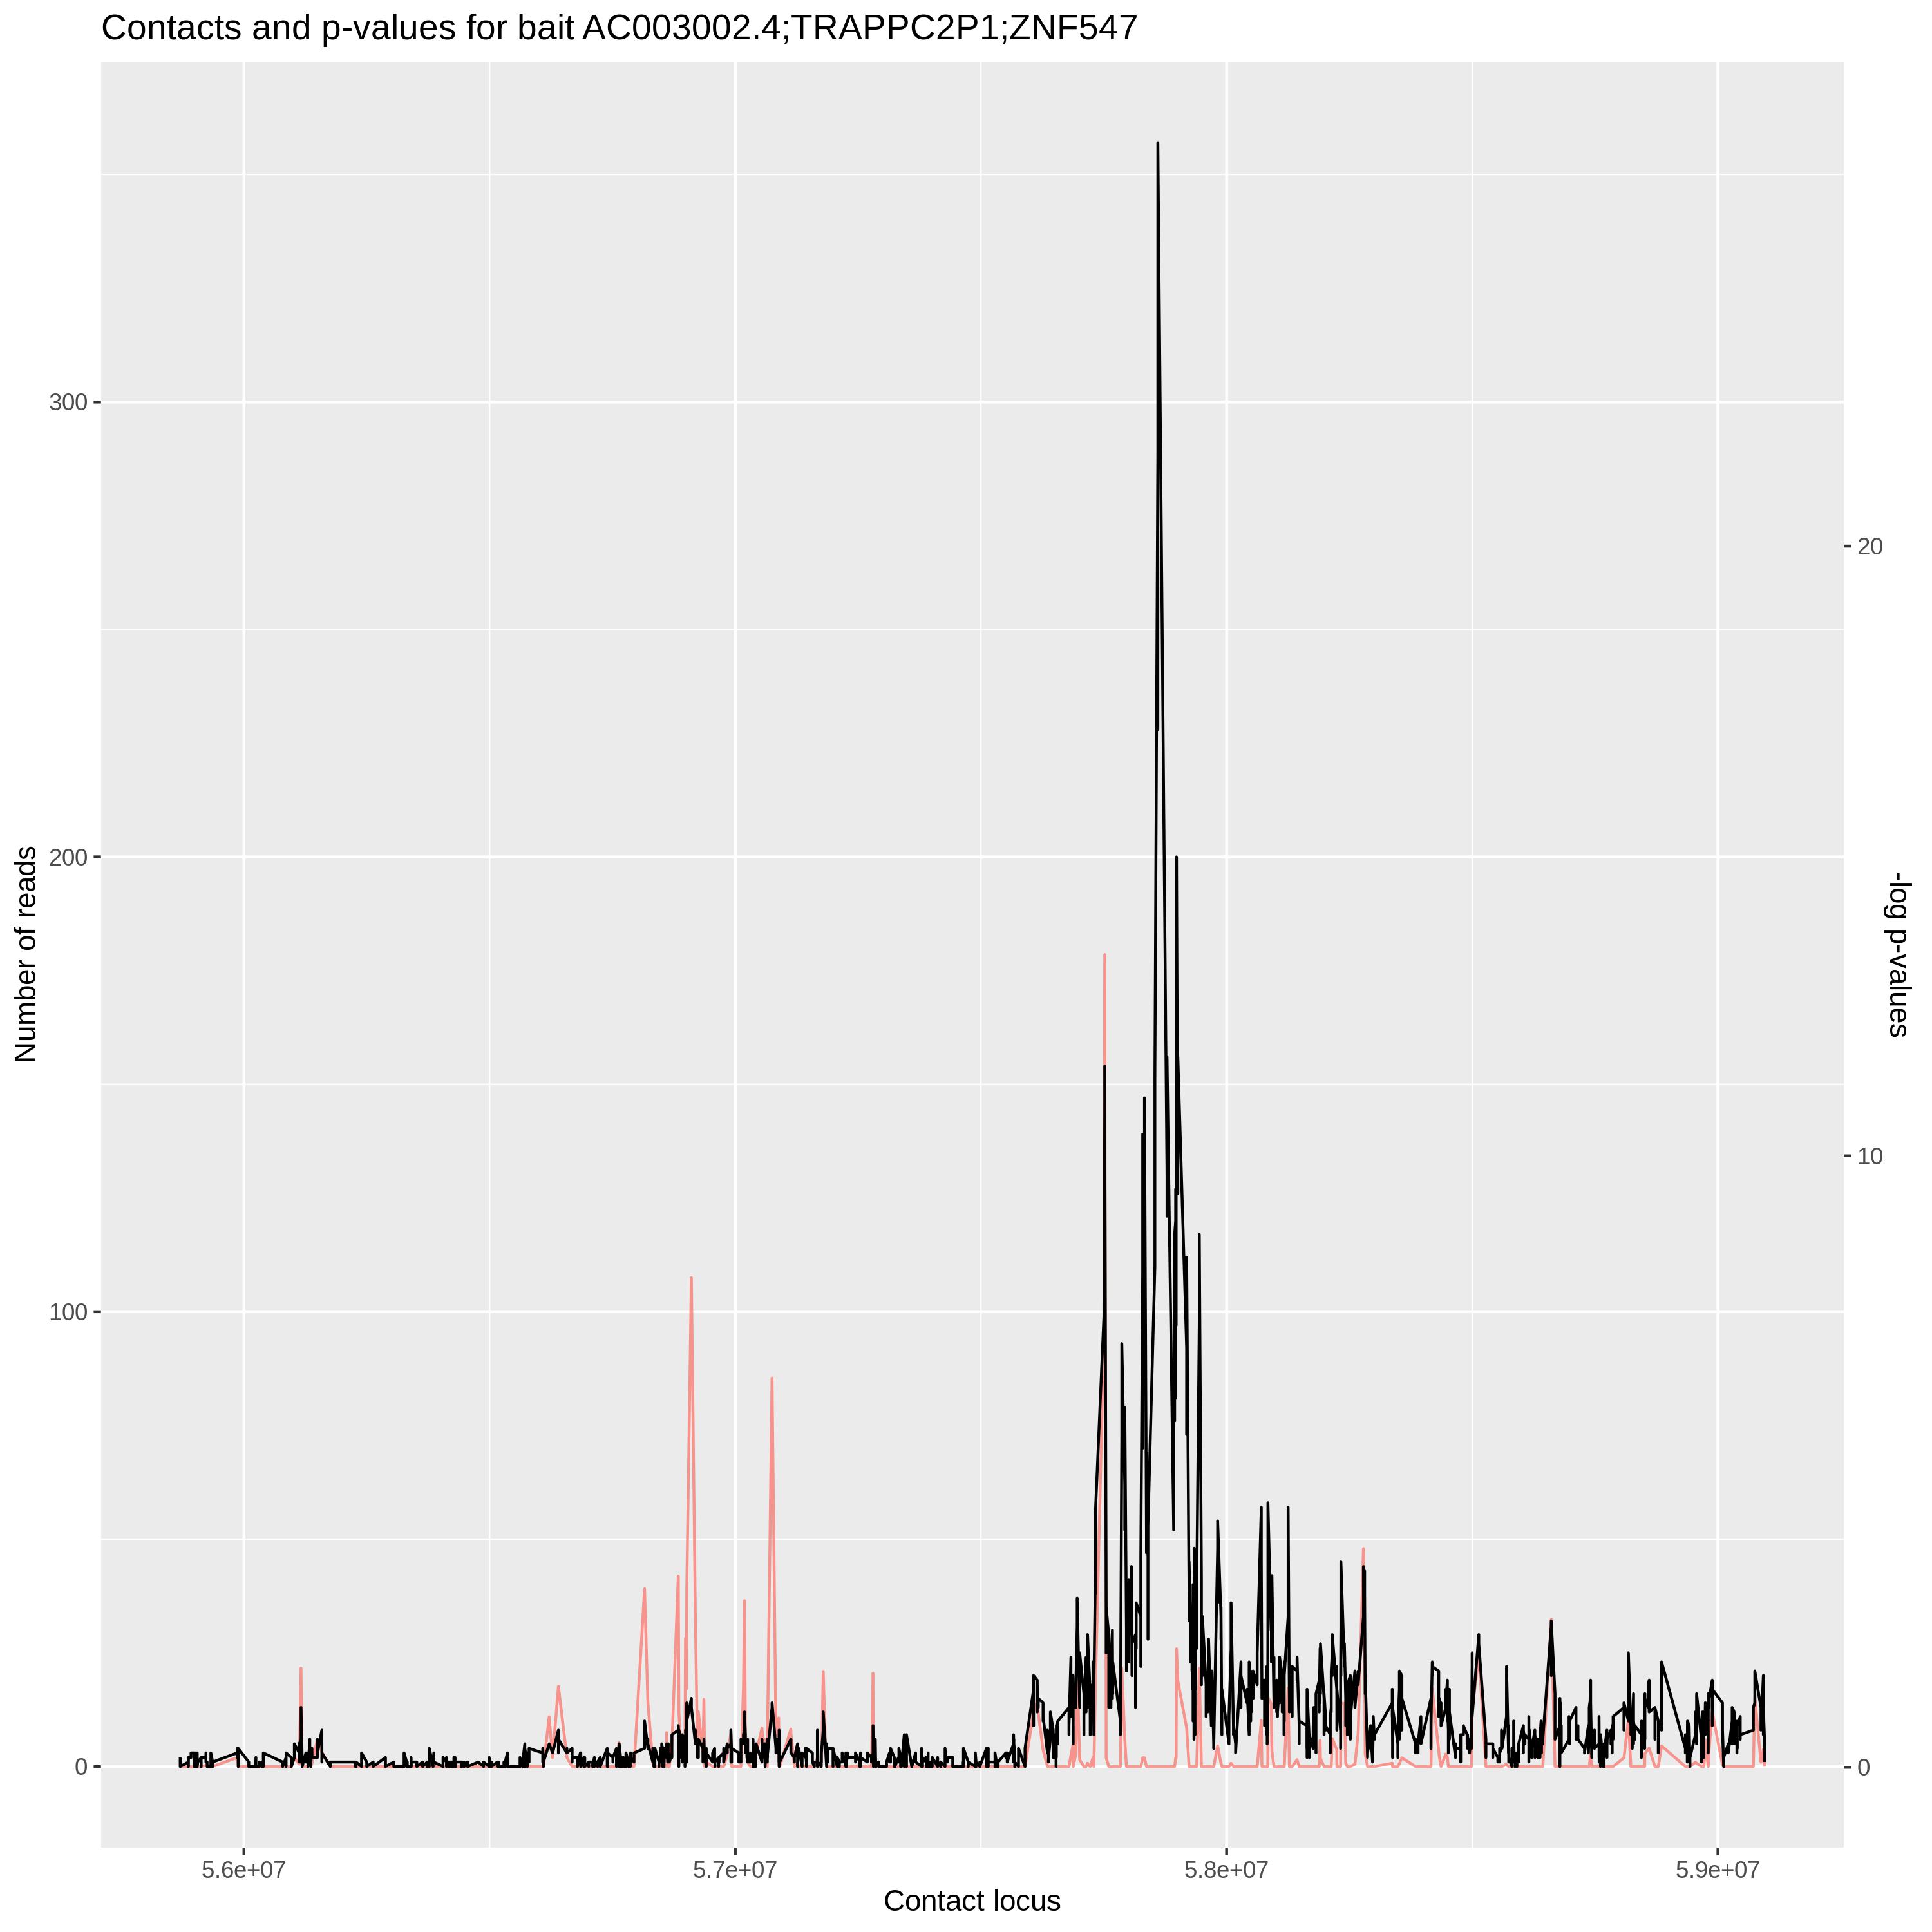 Contacts and p-values for bait AC003002.4;TRAPPC2P1;ZNF547
300
200
100
0
Number of reads
20
10
0
-log p-values
5.6e+07 5.7e+07 5.8e+07 5.9e+07
Contact locus